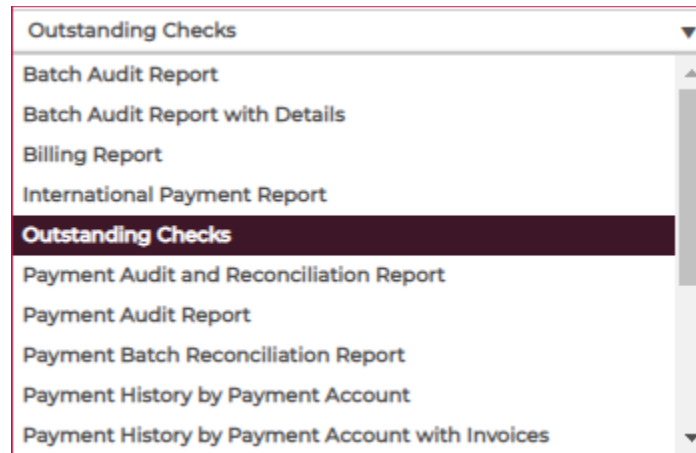 Outstanding Checks
Batch Audit Report
Batch Audit Report with Details
Billing Report
International Payment Report
Outstanding Checks
Payment Audit and Reconciliation Report
Payment Audit Report
Payment Batch Reconciliation Report
Payment History by Payment Account
Payment History by Payment Account with Invoices